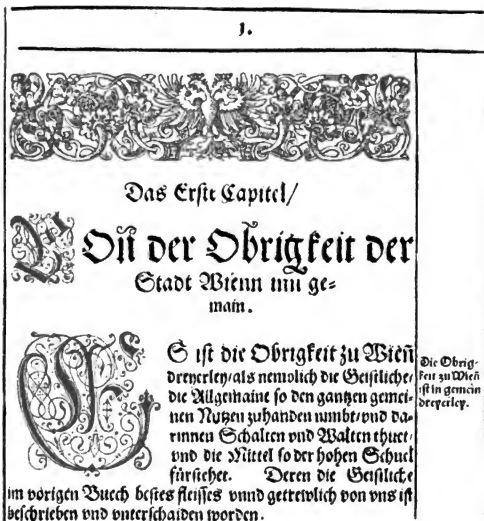 1.
Das Erste Capitel/
VOn der Obrigkeit der
Stadt Wienn inn ge-
main.
ES ist die Obrigkeit zu Wien̄
dreyerley/als nemolich die Geistliche/
die Allgemaine so den gantzen gemei-
nen Nutzen zuhanden nimbt/vnd da-
rinnen Schalten vnd Walten thuet/
vnd die Mittel so der hohen Schuel
fürstehet. Deren die Geistliche
im vorigen Buech bestes fleisses vnnd getrewlich von vns ist
beschrieben vnd vnterschaiden worden.
Die Obrig-
keit zu Wien̄
ist in gemein
dreyerley.